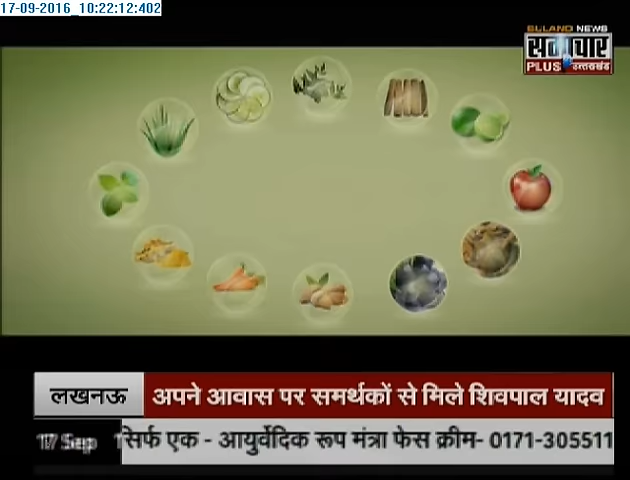 17-09-2016_10:22:12:402
ELLAND NEWS
समाचार
PLUS उत्तराखंड
लखनऊ
अपने आवास पर समर्थकों से मिले शिवपाल यादव
17 Sep
सिर्फ एक - आयुर्वेदिक रूप मंत्रा फेस क्रीम- 0171-305511